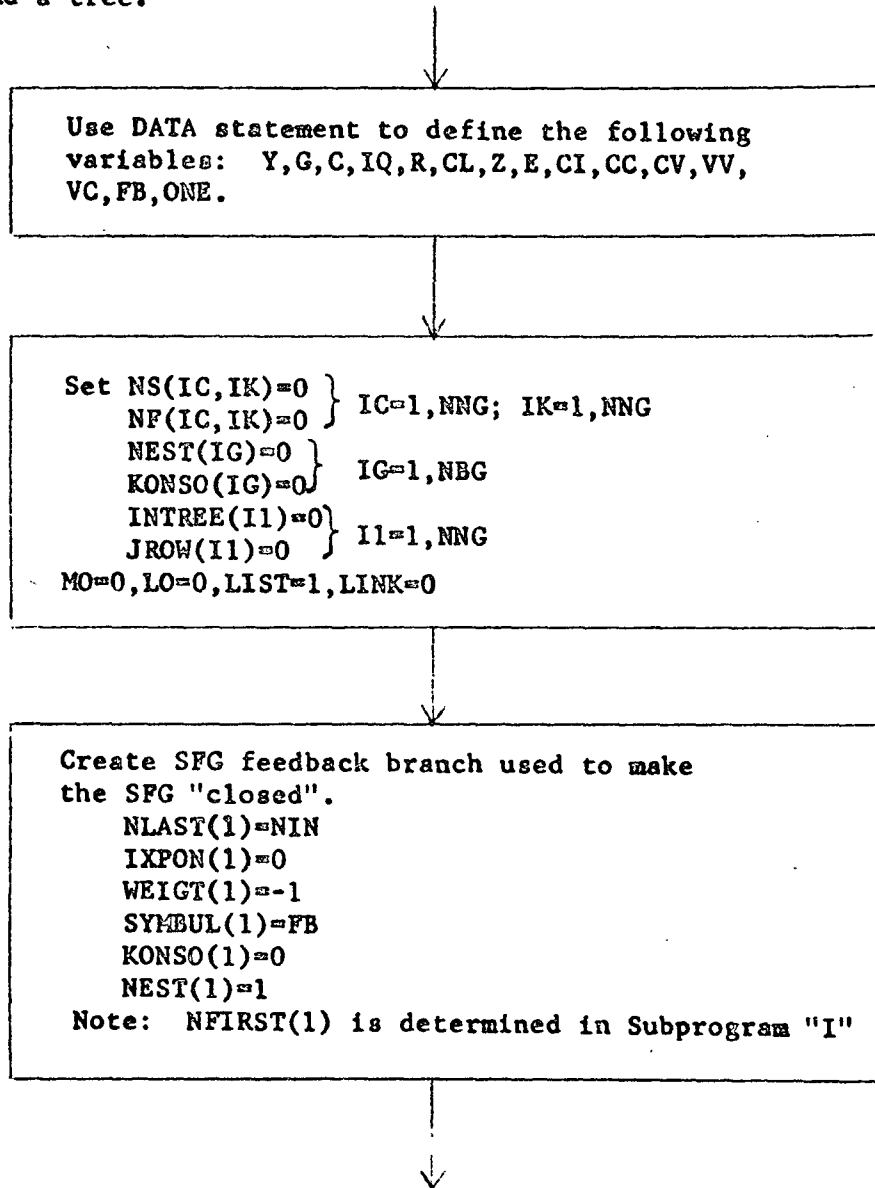 a tree.
Use DATA statement to define the following
variables: Y,G,C,IQ,R,CL,Z,E,CI,CC,CV,VV,
VC,FB,ONE.
Set NS(IC,IK)=0
NF(IC,IK)=0 } IC=1,NNG; IK=1,NNG
NEST(IG)=0
KONSO(IG)=0 } IG=1,NBG
INTREE(I1)=0
JROW(I1)=0 } I1=1,NNG
MO=0,LO=0,LIST=1,LINK=0
Create SFG feedback branch used to make
the SFG "closed".
NLAST(1)=NIN
IXPON(1)=0
WEIGT(1)=-1
SYMBUL(1)=FB
KONSO(1)=0
NEST(1)=1
Note: NFIRST(1) is determined in Subprogram "I"